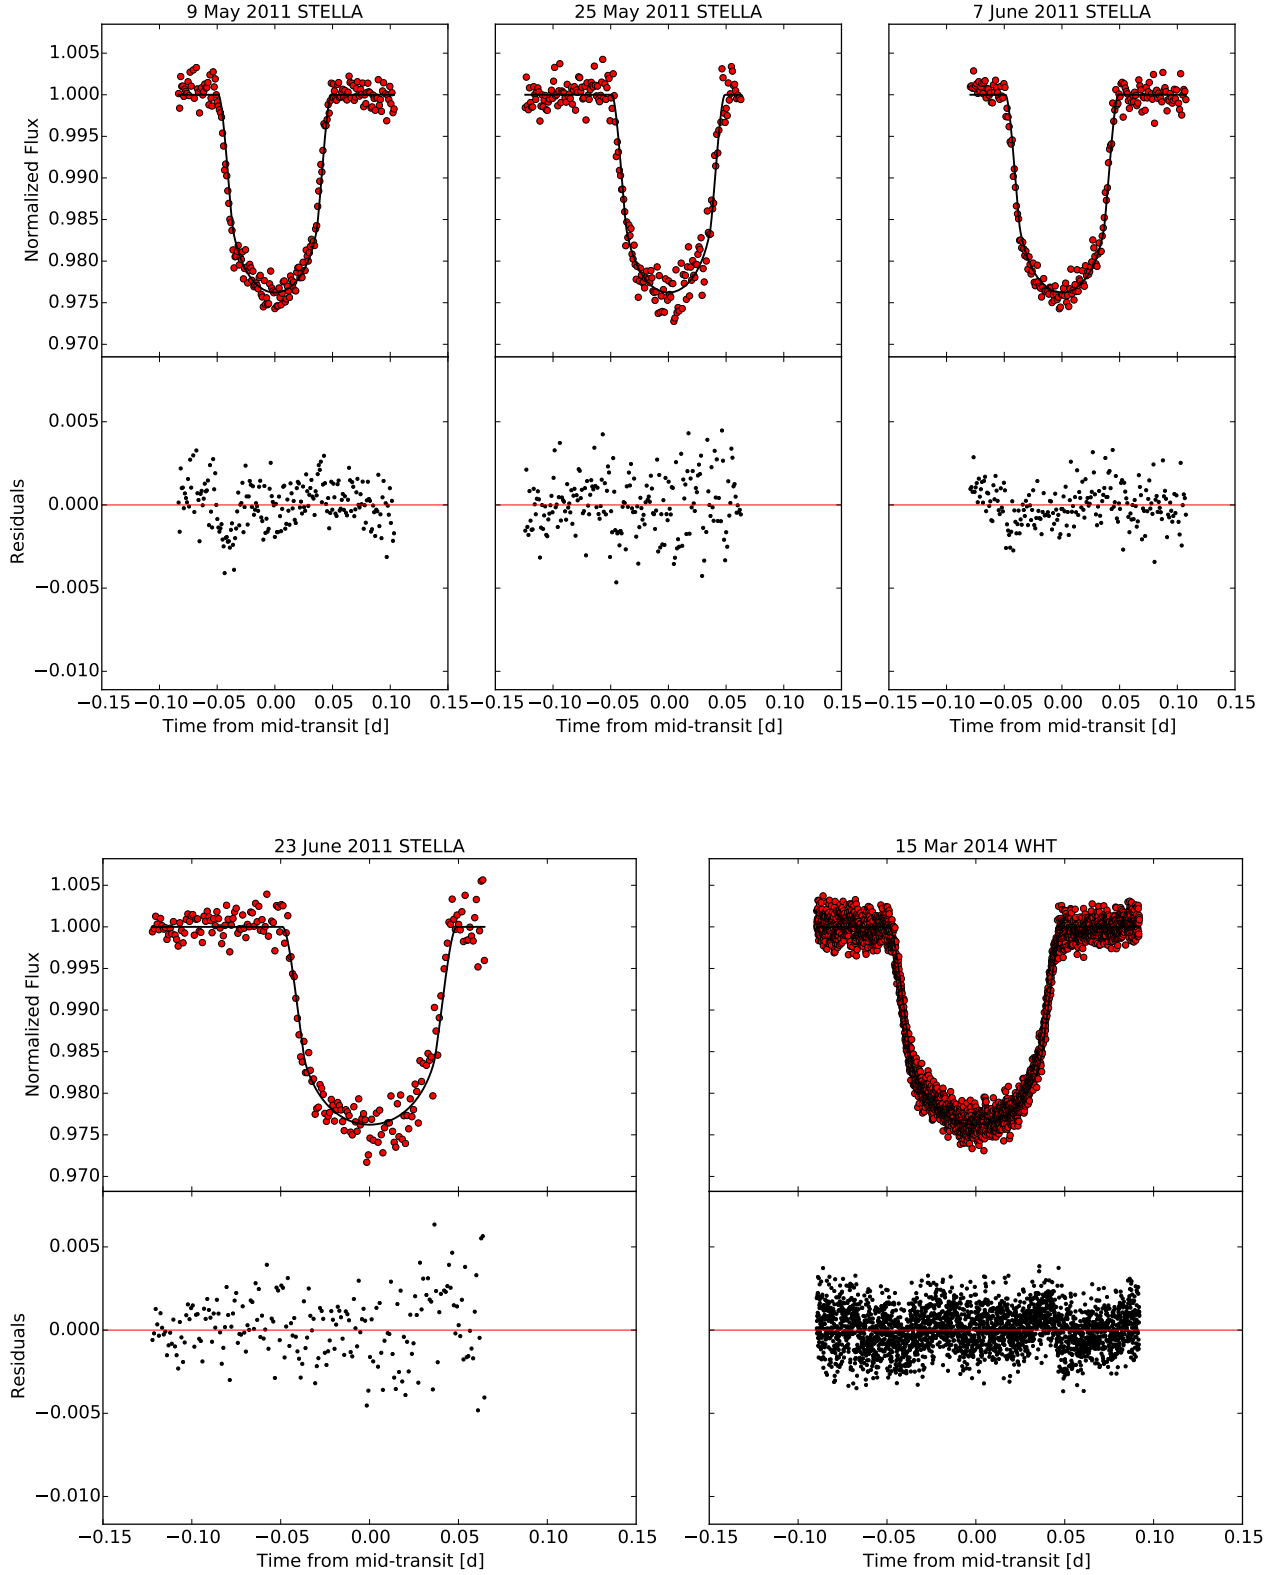 9 May 2011 STELLA
25 May 2011 STELLA
7 June 2011 STELLA
Normalized Flux
1.005
1.000
0.995
0.990
0.985
0.980
0.975
0.970
Residuals
0.005
0.000
−0.005
−0.010
−0.15 −0.10 −0.05 0.00 0.05 0.10 0.15
−0.10 −0.05 0.00 0.05 0.10 0.15
−0.10 −0.05 0.00 0.05 0.10 0.15
Time from mid-transit [d]
Time from mid-transit [d]
Time from mid-transit [d]
23 June 2011 STELLA
15 Mar 2014 WHT
Normalized Flux
1.005
1.000
0.995
0.990
0.985
0.980
0.975
0.970
Residuals
0.005
0.000
−0.005
−0.010
−0.15 −0.10 −0.05 0.00 0.05 0.10 0.15
−0.15 −0.10 −0.05 0.00 0.05 0.10 0.15
Time from mid-transit [d]
Time from mid-transit [d]